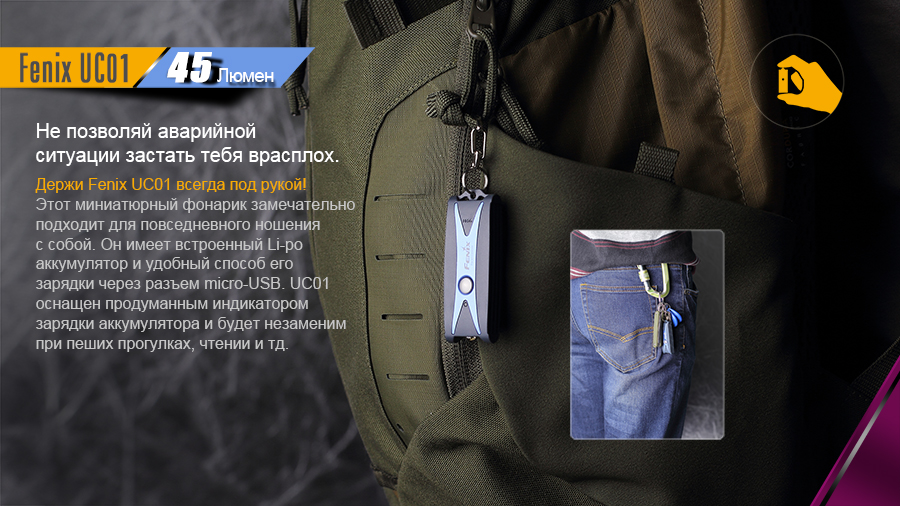 Fenix UC01 45 Люмен
Не позволяй аварийной
ситуации застать тебя врасплох.
Держи Fenix UC01 всегда под рукой!
Этот миниатюрный фонарик замечательно
подходит для повседневного ношения
с собой. Он имеет встроенный Li-po
аккумулятор и удобный способ его
зарядки через разъем micro-USB. UC01
оснащен продуманным индикатором
зарядки аккумулятора и будет незаменим
при пеших прогулках, чтении и тд.
Fenix